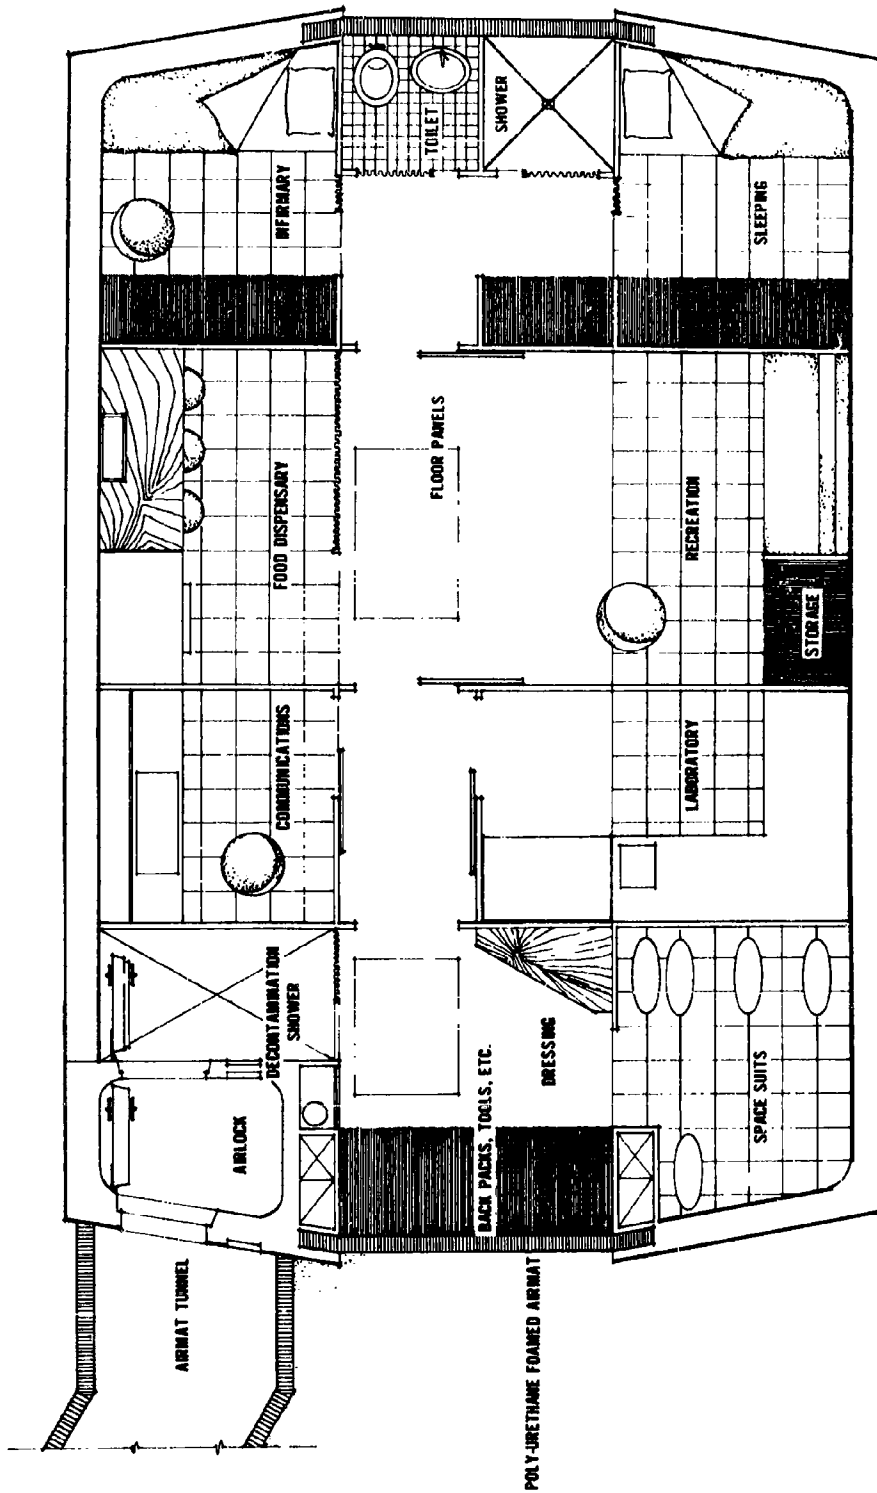 AIRMAT TUNNEL
AIRLOCK
DECONTAMINATION
SHOWER
COMMUNICATIONS
FOOD DISPENSARY
INFIRMARY
FLOOR PANELS
TOILET
BACK PACKS, TOOLS, ETC.
SHOWER
POLY-URETHANE FOAMED AIRMAT
DRESSING
LABORATORY
RECREATION
SPACE SUITS
SLEEPING
STORAGE